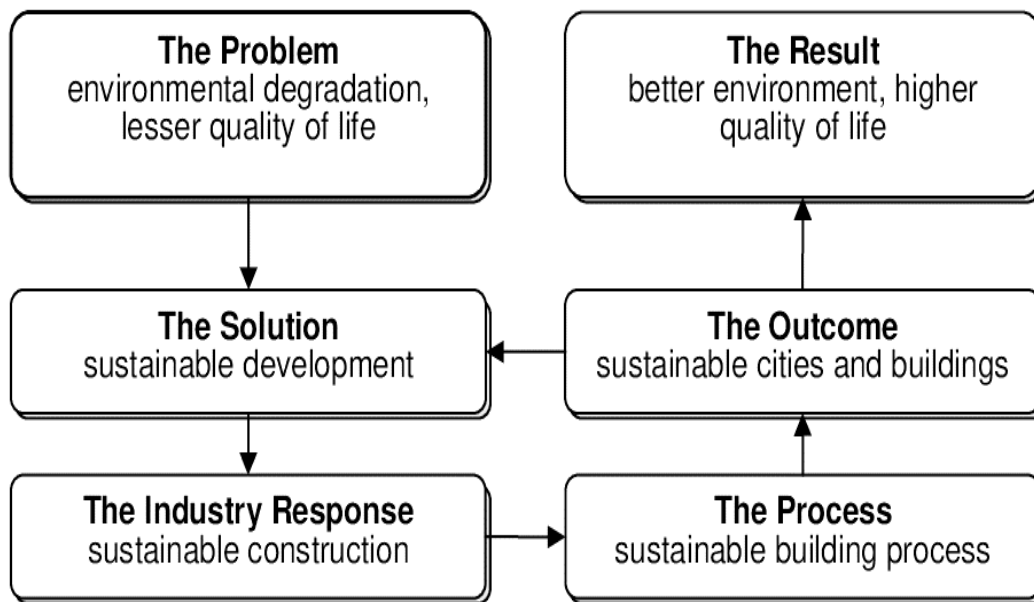 The Problem
environmental degradation,
lesser quality of life
The Result
better environment, higher
quality of life
The Solution
sustainable development
The Outcome
sustainable cities and buildings
The Industry Response
sustainable construction
The Process
sustainable building process